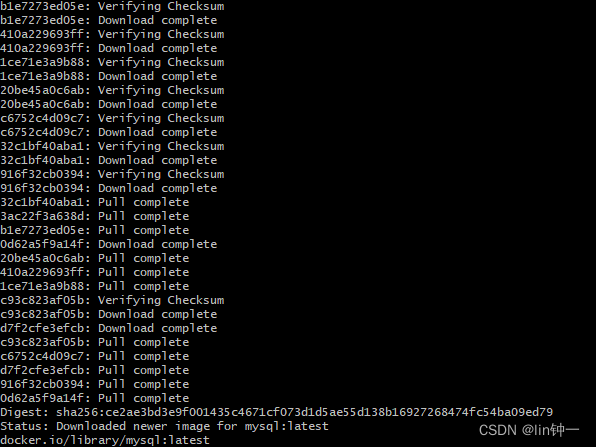 b1e7273ed05e: Verifying Checksum
b1e7273ed05e: Download complete
410a229693ff: Verifying Checksum
410a229693ff: Download complete
1ce71e3a9b88: Verifying Checksum
1ce71e3a9b88: Download complete
20be45a0c6ab: Verifying Checksum
20be45a0c6ab: Download complete
c6752c4d09c7: Verifying Checksum
c6752c4d09c7: Download complete
32c1bf40aba1: Verifying Checksum
32c1bf40aba1: Download complete
916f32cb0394: Verifying Checksum
916f32cb0394: Download complete
32c1bf40aba1: Pull complete
3ac22f3a638d: Pull complete
b1e7273ed05e: Pull complete
0d62a5f9a14f: Download complete
20be45a0c6ab: Pull complete
410a229693ff: Pull complete
1ce71e3a9b88: Pull complete
c93c823af05b: Verifying Checksum
c93c823af05b: Download complete
d7f2cfe3efcb: Download complete
c93c823af05b: Pull complete
c6752c4d09c7: Pull complete
d7f2cfe3efcb: Pull complete
916f32cb0394: Pull complete
0d62a5f9a14f: Pull complete
Digest: sha256:ce2ae3bd3e9f001435c4671cf073d1d5ae55d138b16927268474fc54ba09ed79
Status: Downloaded newer image for mysql:latest
docker.io/library/mysql:latest
CSDN @lin钟一